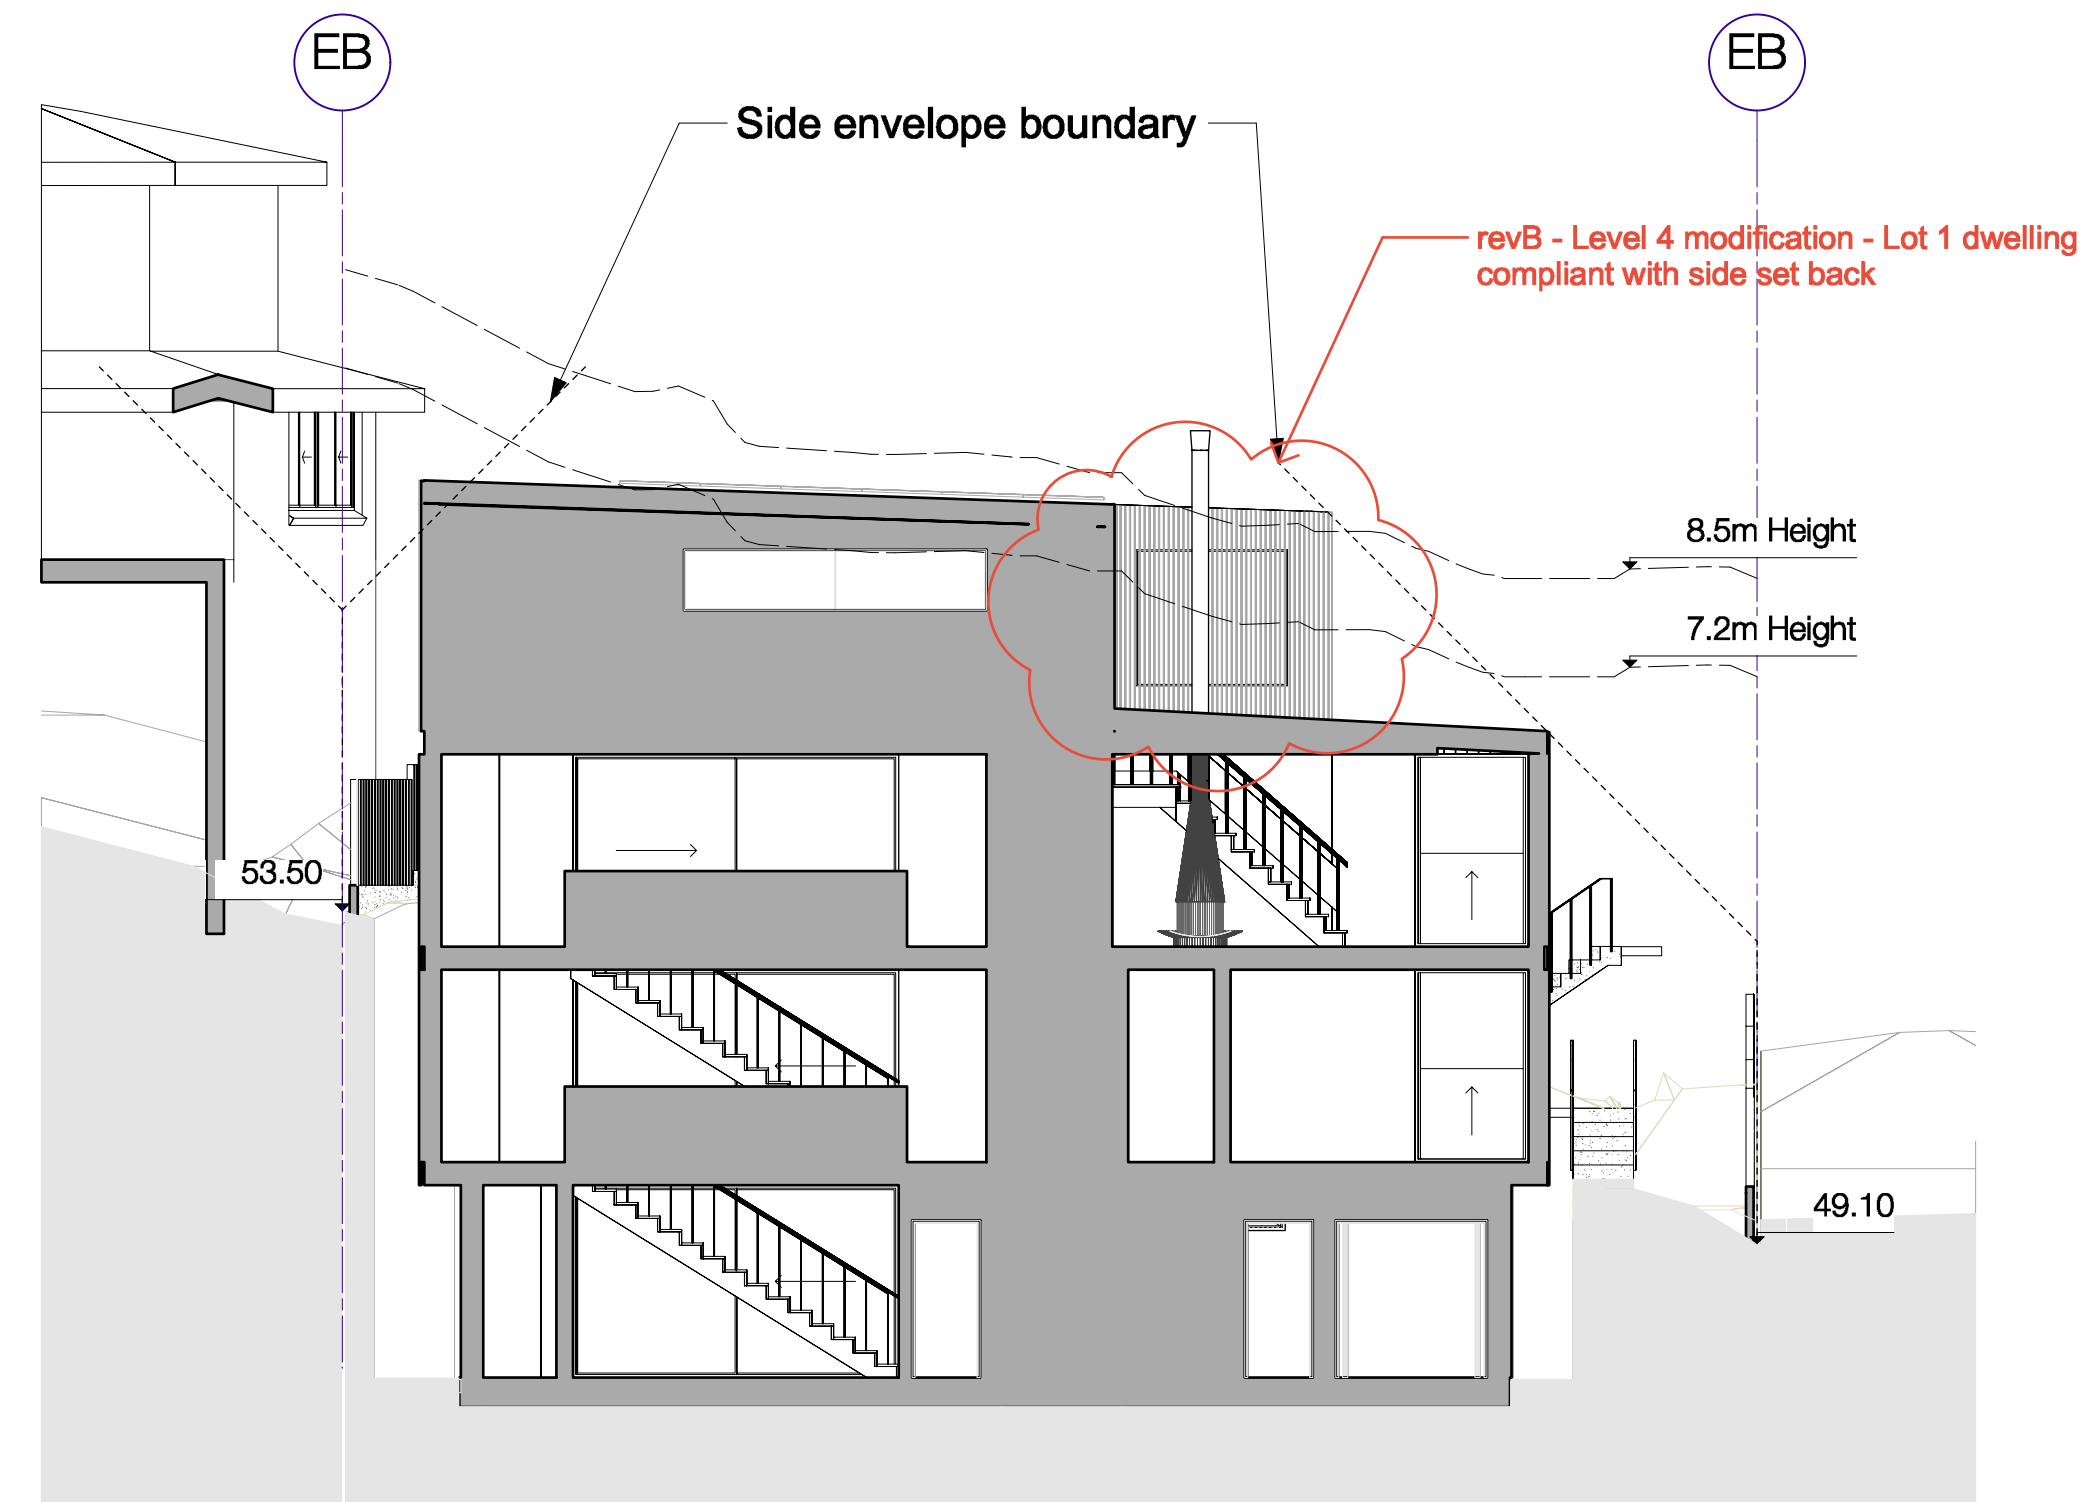 EB
EB
Side envelope boundary
revB - Level 4 modification - Lot 1 dwelling
compliant with side set back
8.5m Height
7.2m Height
53.50
49.10